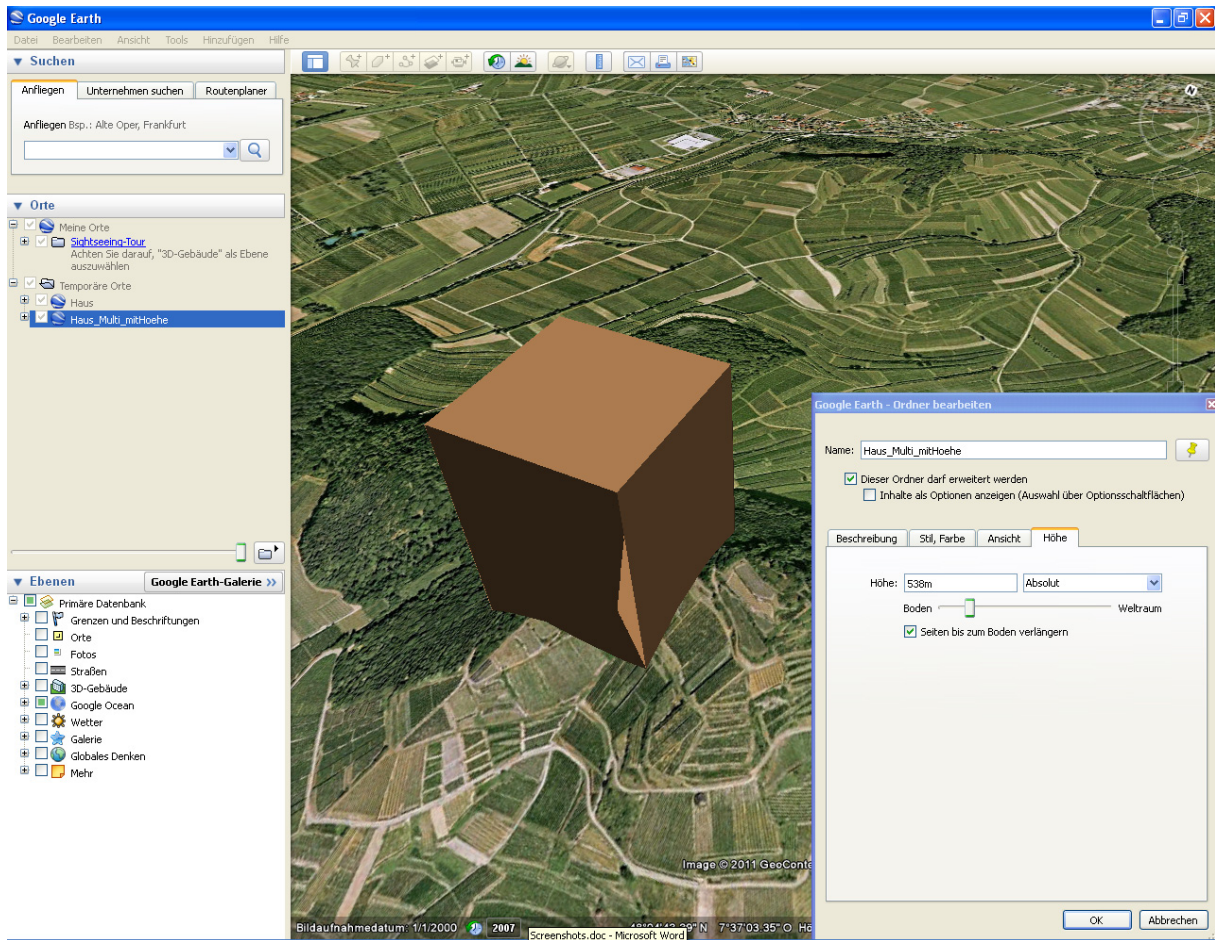 Google Earth
Datei Bearbeiten Ansicht Tools Hinzufügen Hilfe
Suchen
Anfliegen Unternehmen suchen Routenplaner
Anfliegen Bsp.: Alte Oper, Frankfurt
Orte
Meine Orte
Sightseeing-Tour
Achten Sie darauf, "3D-Gebäude" als Ebene
auszuwählen
Temporäre Orte
Haus
Haus_Multi_mitHoehe
Ebenen Google Earth-Galerie >>
Primäre Datenbank
Grenzen und Beschriftungen
Orte
Fotos
Straßen
3D-Gebäude
Google Ocean
Wetter
Galerie
Globales Denken
Mehr
Google Earth - Ordner bearbeiten
Name: Haus_Multi_mitHoehe
Dieser Ordner darf erweitert werden
Inhalte als Optionen anzeigen (Auswahl über Optionsschaltflächen)
Beschreibung Stil, Farbe Ansicht Höhe
Höhe: 538m Absolut
Boden Weltraum
Seiten bis zum Boden verlängern
OK Abbrechen
Image © 2011 GeoConte
Bildaufnahmedatum: 1/1/2000 2007 7°37'03.35" O Hö
Screenshots.doc - Microsoft Word